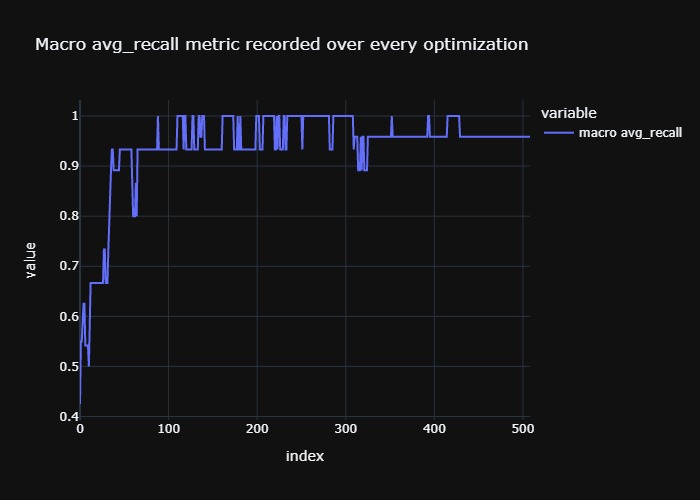 Macro avg_recall metric recorded over every optimization
variable
macro avg_recall
value
1
0.9
0.8
0.7
0.6
0.5
0.4
0
100
200
300
400
500
index